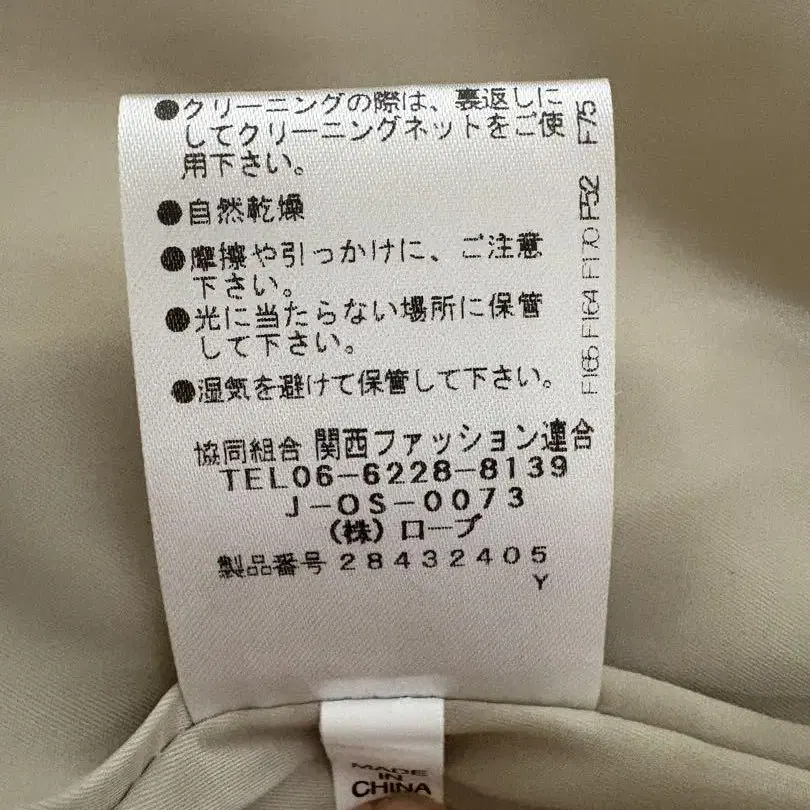 ●クリーニングの際は、裏返しに
してクリーニングネットをご使
用下さい。
●自然乾燥
●摩擦や引っかけに、ご注意
下さい。
●光に当たらない場所に保管
して下さい。
●湿気を避けて保管して下さい。
協同組合 関西ファッション連合
TEL06-6228-8139
J-OS-0073
(株)ロープ
製品番号 28432405
Y
F165 F164 F170 F52 F75
MADE
IN
CHINA